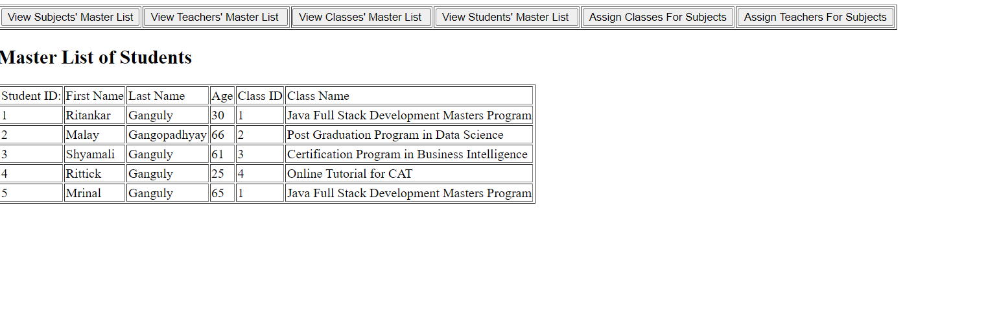 View Subjects' Master List View Teachers' Master List View Classes' Master List View Students' Master List Assign Classes For Subjects Assign Teachers For Subjects
Master List of Students
Student ID: First Name Last Name Age Class ID Class Name
1 Ritankar Ganguly 30 1 Java Full Stack Development Masters Program
2 Malay Gangopadhyay 66 2 Post Graduation Program in Data Science
3 Shyamali Ganguly 61 3 Certification Program in Business Intelligence
4 Rittick Ganguly 25 4 Online Tutorial for CAT
5 Mrinal Ganguly 65 1 Java Full Stack Development Masters Program